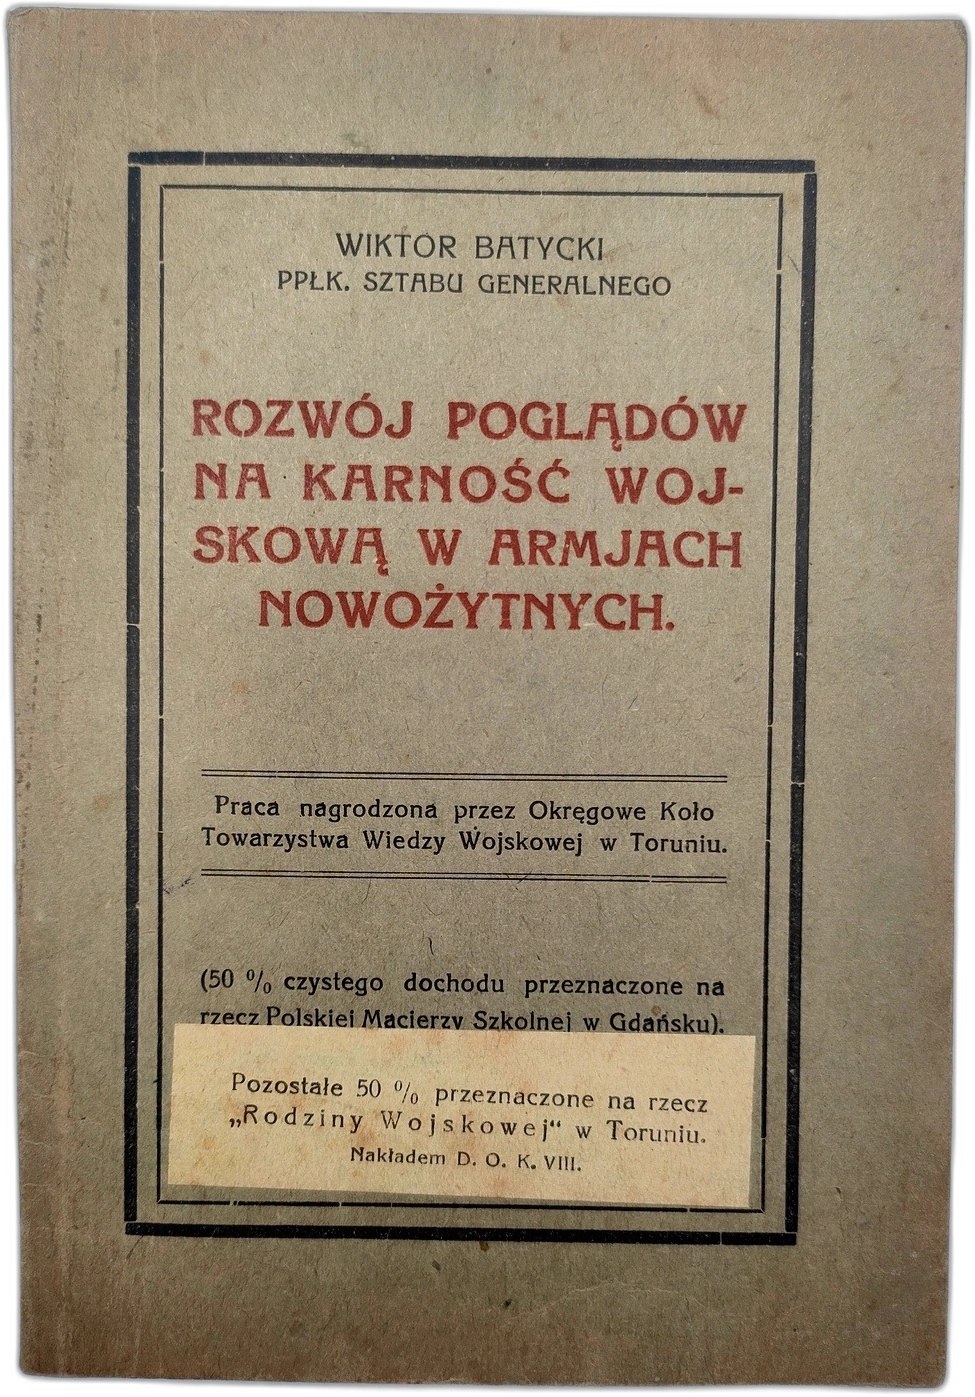 WIKTOR BATYCKI
PPŁK. SZTABU GENERALNEGO
ROZWÓJ POGLĄDÓW
NA KARNOŚĆ WOJ-
SKOWĄ W ARMJACH
NOWOŻYTNYCH.
Praca nagrodzona przez Okręgowe Koło
Towarzystwa Wiedzy Wojskowej w Toruniu.
(50 % czystego dochodu przeznaczone na
rzecz Polskiej Macierzy Szkolnej w Gdańsku).
Pozostałe 50 % przeznaczone na rzecz
„Rodziny Wojskowej“ w Toruniu.
Nakładem D. O. K. VIII.